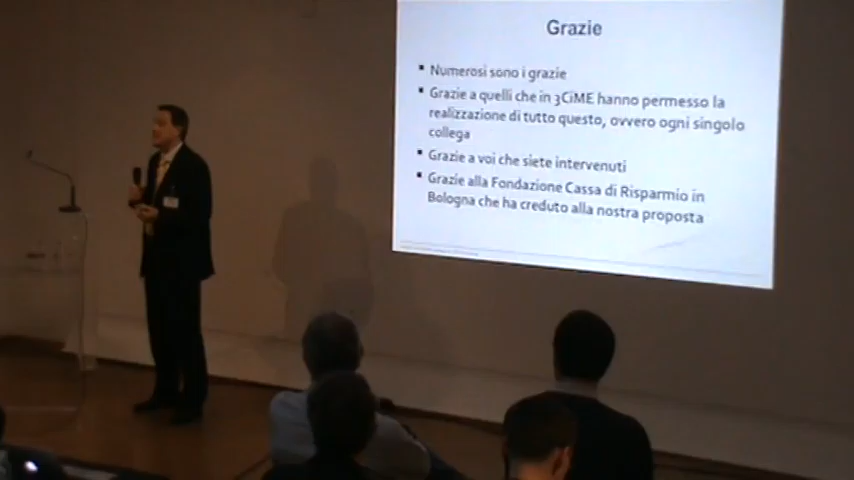 Grazie
Numerosi sono i grazie
Grazie a quelli che in 3CiME hanno permesso la
realizzazione di tutto questo, ovvero ogni singolo
collega
Grazie a voi che siete intervenuti
Grazie alla Fondazione Cassa di Risparmio in
Bologna che ha creduto alla nostra proposta